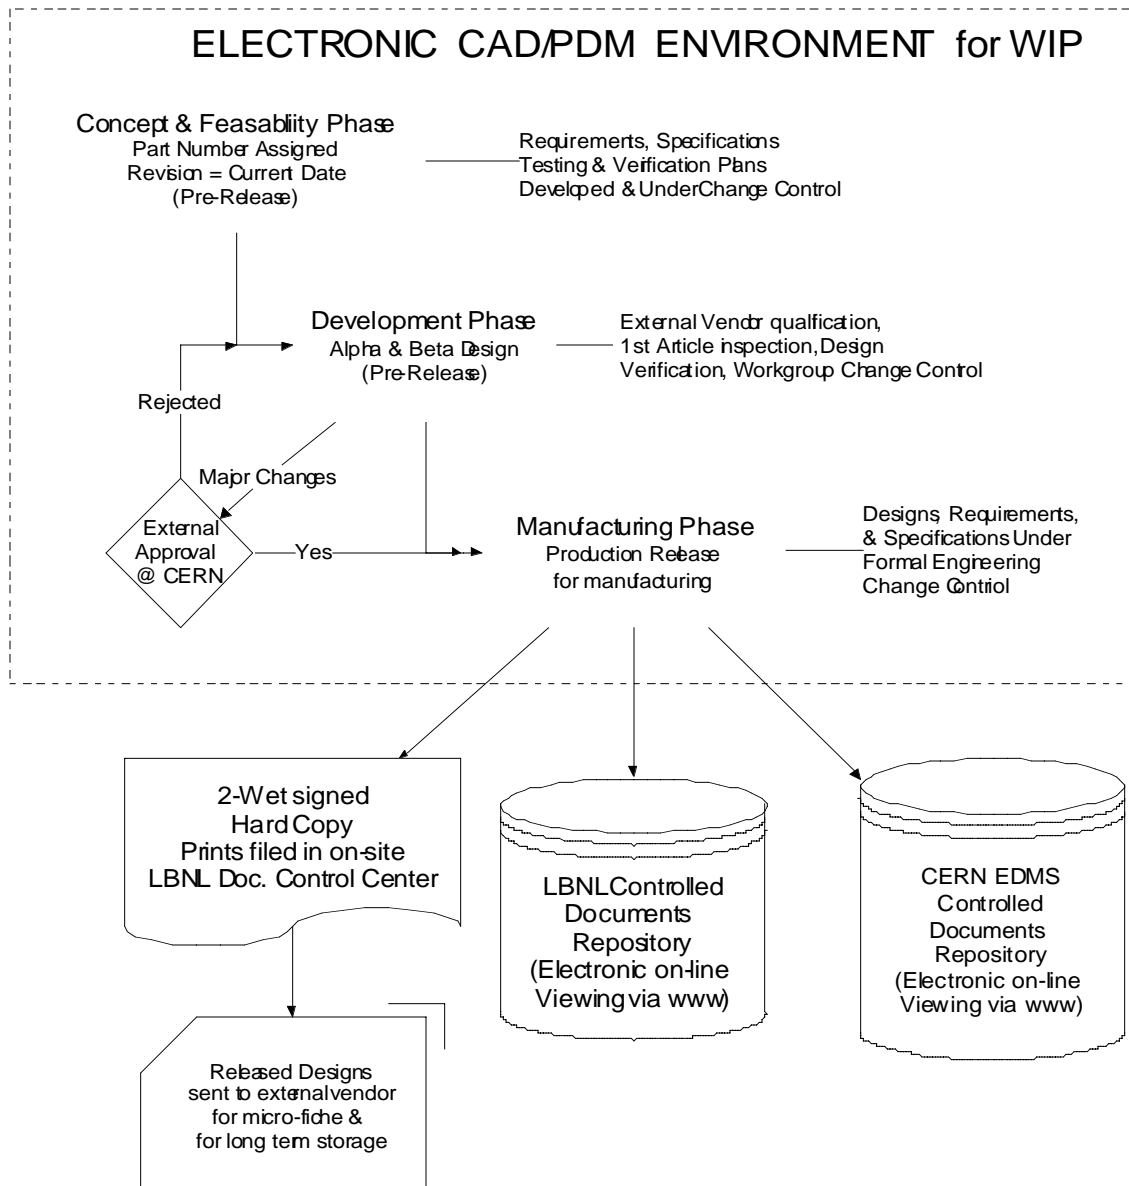 ELECTRONIC CAD/PDM ENVIRONMENT for WIP
Concept & Feasablity Phase
Part Number Assigned
Revision = Current Date
(Pre-Release)
Requirements, Specifications
Testing & Verification Plans
Developed & UnderChange Control
Development Phase
Alpha & Beta Design
(Pre-Release)
External Vendor qualfication,
1st Article inspection, Design
Verification, Workgroup Change Control
Rejected
Major Changes
External
Approval
@ CERN
Yes
Manufacturing Phase
Production Release
for manufacturing
Designs, Requirements,
& Specifications Under
Formal Engineering
Change Contriol
2-Wet signed
Hard Copy
Prints filed in on-site
LBNL Doc. Control Center
LBNLControlled
Documents
Repository
(Electronic on-line
Viewing via www)
CERN EDMS
Controlled
Documents
Repository
(Electronic on-line
Viewing via www)
Released Designs
sent to external vendor
for micro-fiche &
for long term storage